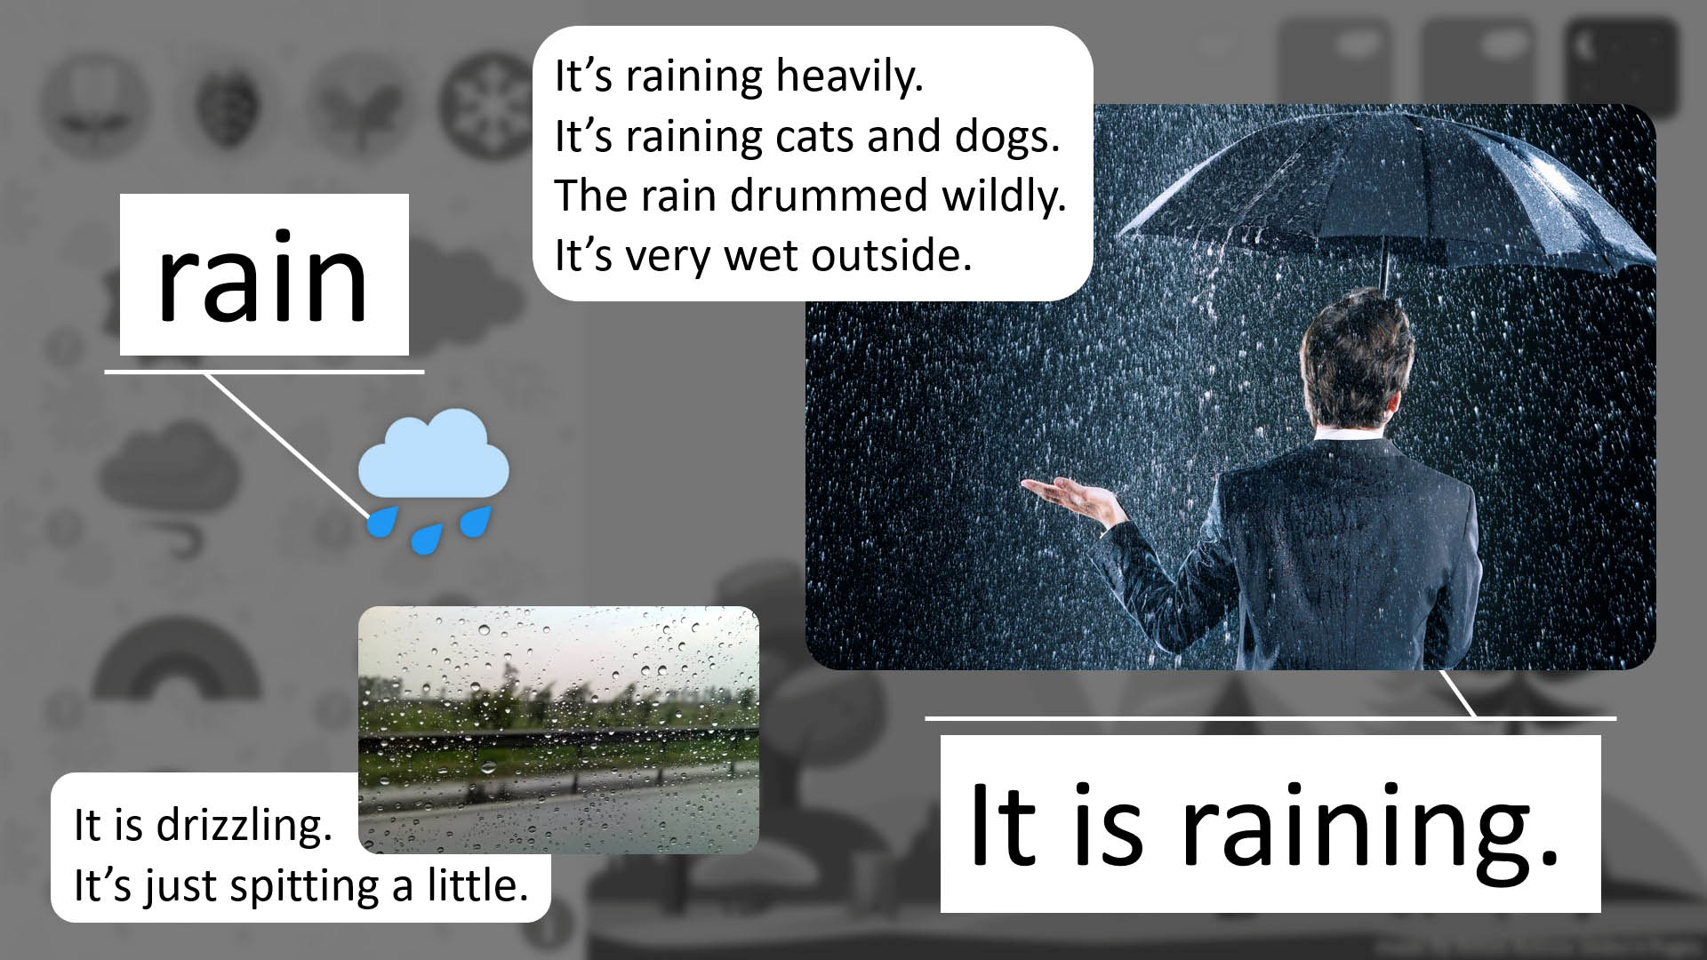 It’s raining heavily.
It’s raining cats and dogs.
The rain drummed wildly.
It’s very wet outside.
rain
It is drizzling.
It’s just spitting a little.
It is raining.